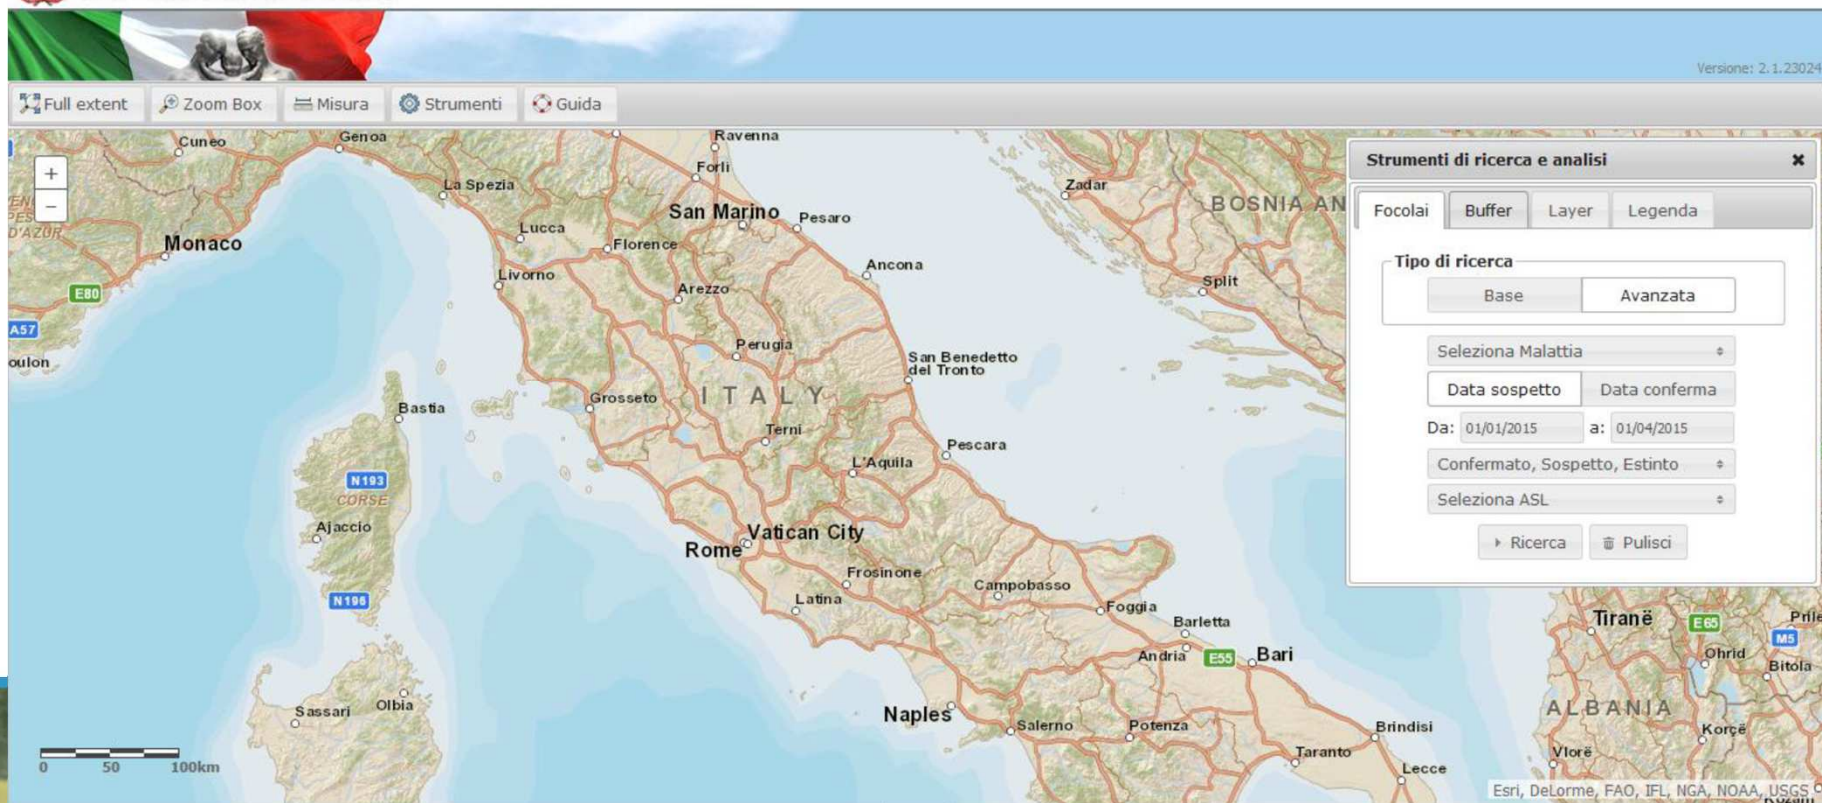 Versione: 2.1.23024
Full extent
Zoom Box
Misura
Strumenti
Guida
+
−
Cuneo
Genoa
Ravenna
Forlì
La Spezia
Zadar
BOSNIA AN
D'AZUR
Monaco
Lucca
San Marino
Pesaro
Florence
Livorno
Ancona
Arezzo
Split
E80
A57
oulon
Perugia
San Benedetto
del Tronto
ITALY
Grosseto
Bastia
Terni
Pescara
L'Aquila
N193
CORSE
Ajaccio
Vatican City
Rome
Frosinone
Campobasso
N196
Latina
Foggia
Barletta
Andria
E55
Bari
Tiranë
E65
Prile
M5
Ohrid
Bitola
Sassari
Olbia
Naples
Salerno
Potenza
Brindisi
ALBANIA
Korçë
Taranto
Vlorë
Lecce
0 50 100km
Esri, DeLorme, FAO, IFL, NGA, NOAA, USGS
Strumenti di ricerca e analisi
Focolai
Buffer
Layer
Legenda
Tipo di ricerca
Base
Avanzata
Seleziona Malattia
Data sospetto
Data conferma
Da: 01/01/2015 a: 01/04/2015
Confermato, Sospetto, Estinto
Seleziona ASL
Ricerca
Pulisci